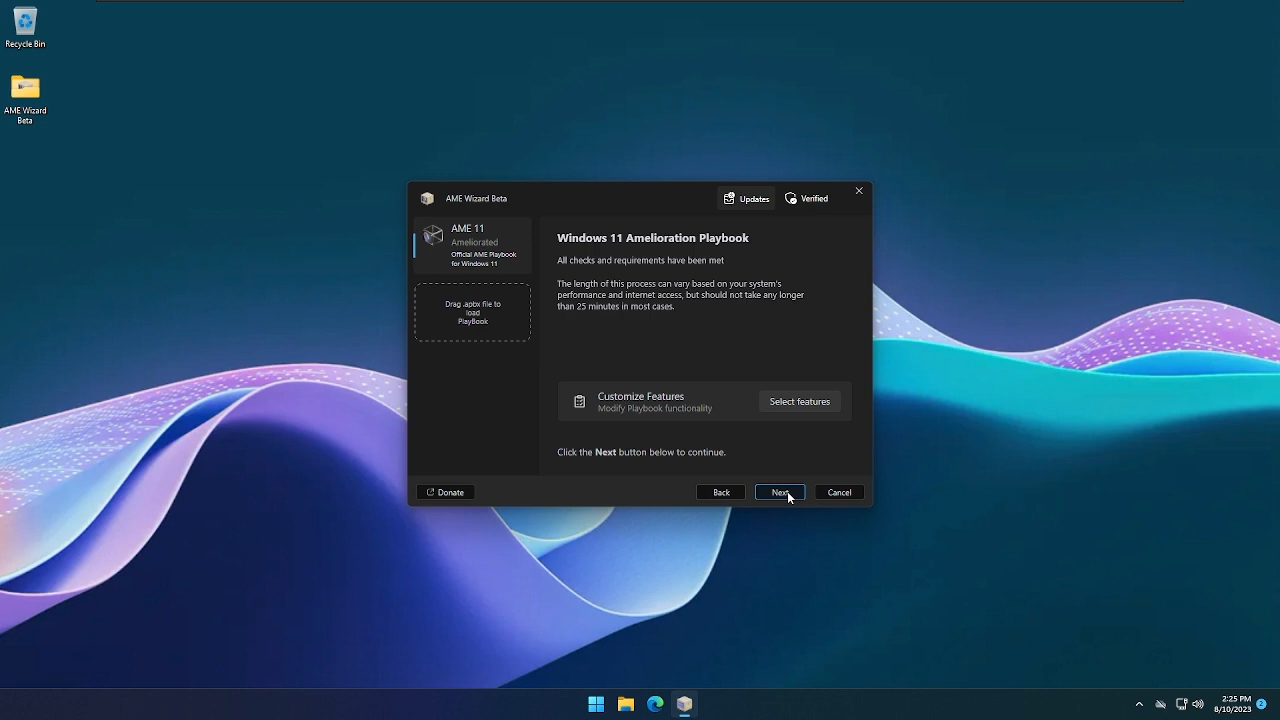 Recycle Bin
AME Wizard
Beta
AME Wizard Beta
Updates
Verified
AME 11
Ameliorated
Official AME Playbook
for Windows 11
Drag .apbx file to
load
PlayBook
Windows 11 Amelioration Playbook
All checks and requirements have been met
The length of this process can vary based on your system's
performance and internet access, but should not take any longer
than 25 minutes in most cases.
Customize Features
Modify Playbook functionality
Select features
Click the Next button below to continue.
Donate
Back
Next
Cancel
2:25 PM
8/10/2023
2